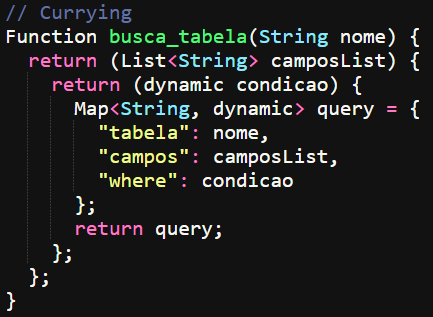 // Currying
Function busca_tabela(String nome) {
  return (List<String> camposList) {
    return (dynamic condicao) {
      Map<String, dynamic> query = {
        "tabela": nome,
        "campos": camposList,
        "where": condicao
      };
      return query;
    };
  };
}